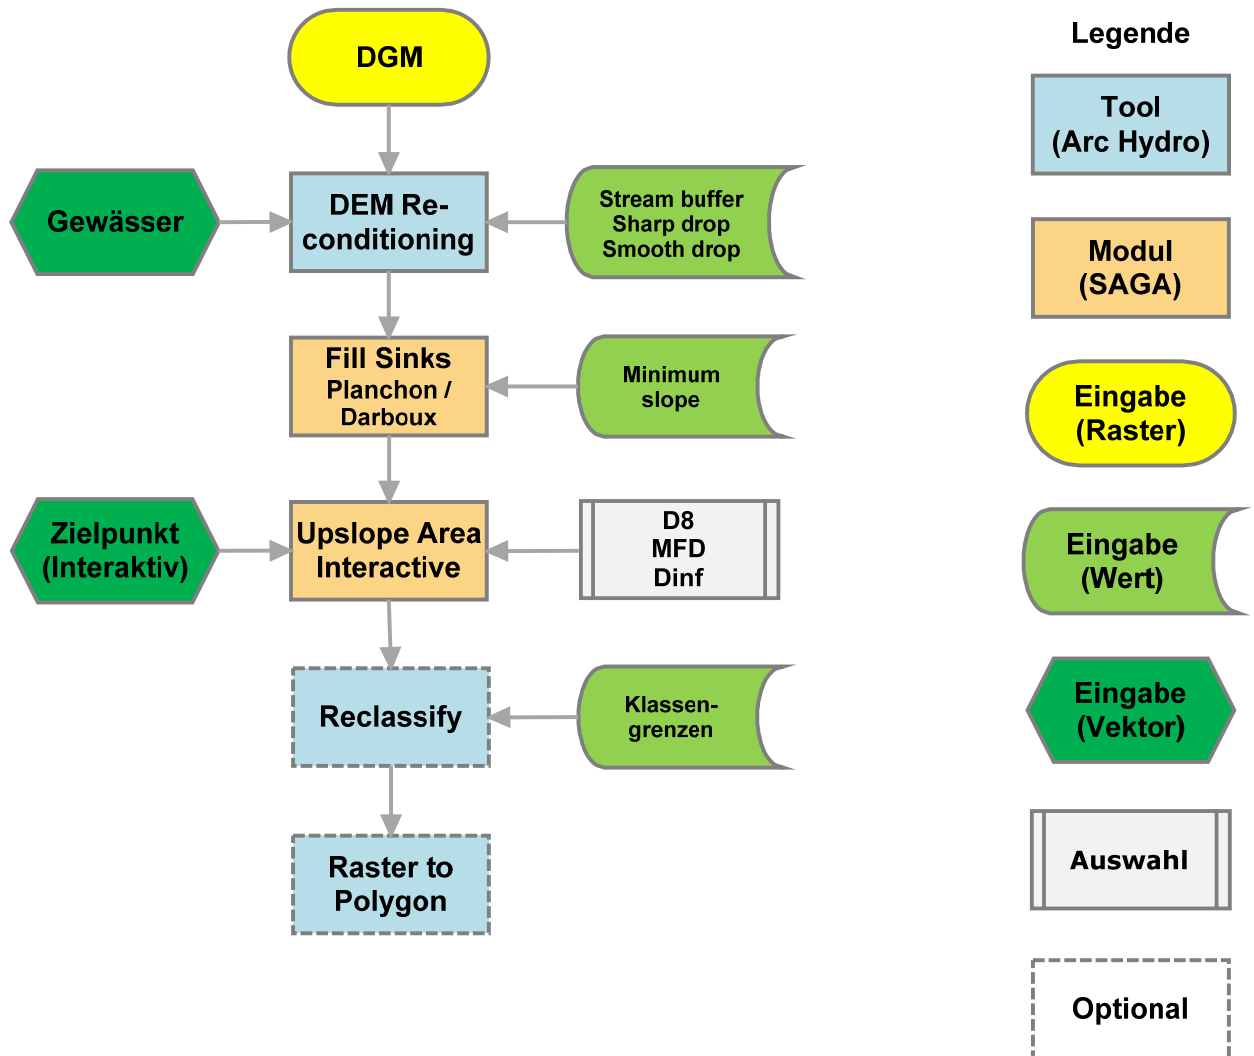 DGM
Gewässer
DEM Re-
conditioning
Stream buffer
Sharp drop
Smooth drop
Fill Sinks
Planchon /
Darboux
Minimum
slope
Zielpunkt
(Interaktiv)
Upslope Area
Interactive
D8
MFD
Dinf
Reclassify
Klassen-
grenzen
Raster to
Polygon
Legende
Tool
(Arc Hydro)
Modul
(SAGA)
Eingabe
(Raster)
Eingabe
(Wert)
Eingabe
(Vektor)
Auswahl
Optional